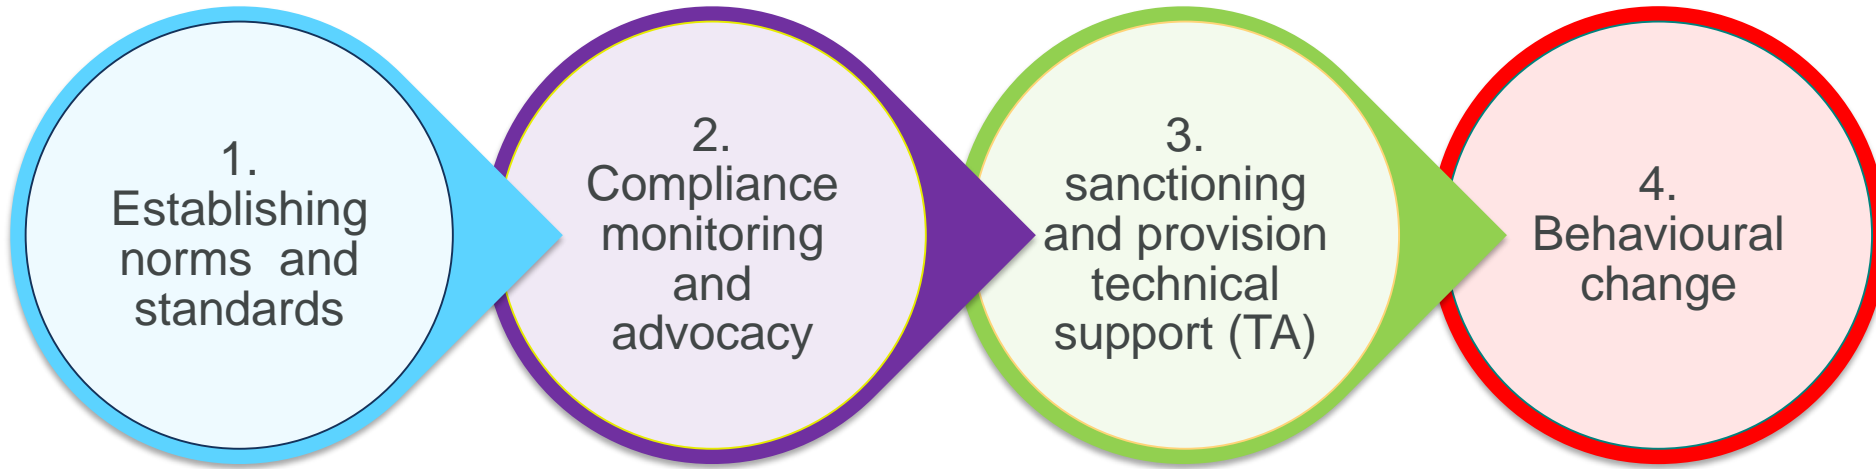 1.
Establishing
norms  and
standards
2.
Compliance
monitoring
and
advocacy
3.
sanctioning
and provision
technical
support (TA)
4.
Behavioural
change